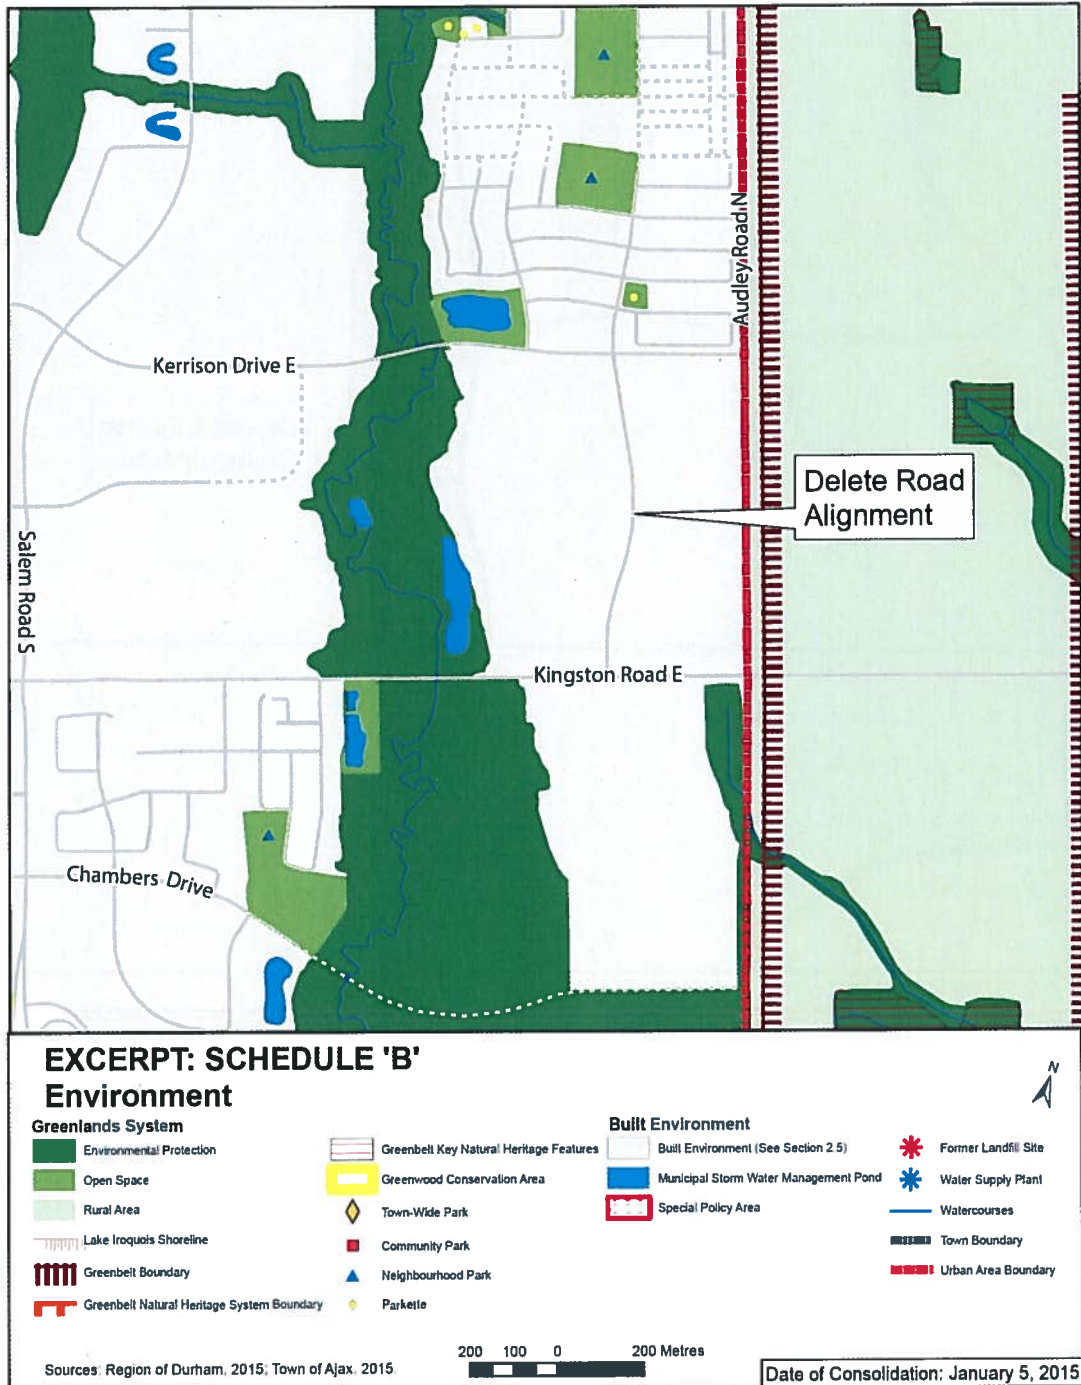 Audley Road N
Kerrison Drive E
Delete Road
Alignment
Salem Road S
Kingston Road E
Chambers Drive
EXCERPT: SCHEDULE 'B'
Environment
N
Greenlands System
Environmental Protection
Open Space
Rural Area
Lake Iroquois Shoreline
Greenbelt Boundary
Greenbelt Natural Heritage System Boundary
Greenbelt Key Natural Heritage Features
Greenwood Conservation Area
Town-Wide Park
Community Park
Neighbourhood Park
Parkette
Built Environment
Built Environment (See Section 2.5)
Municipal Storm Water Management Pond
Special Policy Area
Former Landfill Site
Water Supply Plant
Watercourses
Town Boundary
Urban Area Boundary
200 100 0 200 Metres
Sources: Region of Durham, 2015; Town of Ajax, 2015.
Date of Consolidation: January 5, 2015